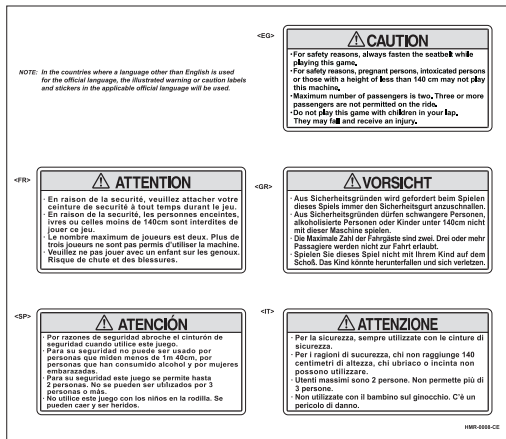 <EG>
⚠ CAUTION
·For safety reasons, always fasten the seatbelt while
playing this game.
·For safety reasons, pregnant persons, intoxicated persons
or those with a height of less than 140 cm may not play
this machine.
·Maximum number of passengers is two. Three or more
passengers are not permitted on the ride.
·Do not play this game with children in your lap.
They may fall and receive an injury.
NOTE: In the countries where a language other than English is used
for the official language, the illustrated warning or caution labels
and stickers in the applicable official language will be used.
<FR>
⚠ ATTENTION
· En raison de la securité, veuillez attacher votre
ceinture de securité à tout temps durant le jeu.
· En raison de la securité, les personnes enceintes,
ivres ou celles moins de 140cm sont interdites de
jouer ce jeu.
· Le nombre maximum de joueurs est deux. Plus de
trois joueurs ne sont pas permis d'utiliser la machine.
· Veuillez ne pas jouer avec un enfant sur les genoux.
Risque de chute et des blessures.
<GR>
⚠ VORSICHT
· Aus Sicherheitsgründen wird gefordert beim Spielen
dieses Spiels immer den Sicherheitsgurt anzuschnallen.
· Aus Sicherheitsgründen dürfen schwangere Personen,
alkoholisierte Personen oder Kinder unter 140cm nicht
mit dieser Maschine spielen.
· Die Maximale Zahl der Fahrgäste sind zwei. Drei oder mehr
Passagiere werden nicht zur Fahrt erlaubt.
· Spielen Sie dieses Spiel nicht mit Ihrem Kind auf dem
Schoß. Das Kind könnte herunterfallen und sich verletzen.
<SP>
⚠ ATENCIÓN
· Por razones de seguridad abroche el cinturón de
seguridad cuando utilice este juego.
· Para su seguridad no puede ser usado por
personas que miden menos de 1m 40cm, por
personas que han consumido alcohol y por mujeres
embarazadas.
· Para su seguridad este juego se permite hasta
2 personas. No se pueden ser utilizados por 3
personas o más.
· No utilice este juego con los niños en la rodilla. Se
pueden caer y ser heridos.
<IT>
⚠ ATTENZIONE
· Per la sicurezza, sempre utilizzate con le cinture di
sicurezza.
· Per i ragioni di sucurezza, chi non raggiunge 140
centimetri di altezza, chi ubriaco o incinta non
possono utilizzare.
· Utenti massimi sono 2 persone. Non permette più di
3 persone.
· Non utilizzate con il bambino sul ginocchio. C'è un
pericolo di danno.
HMR-0008-CE